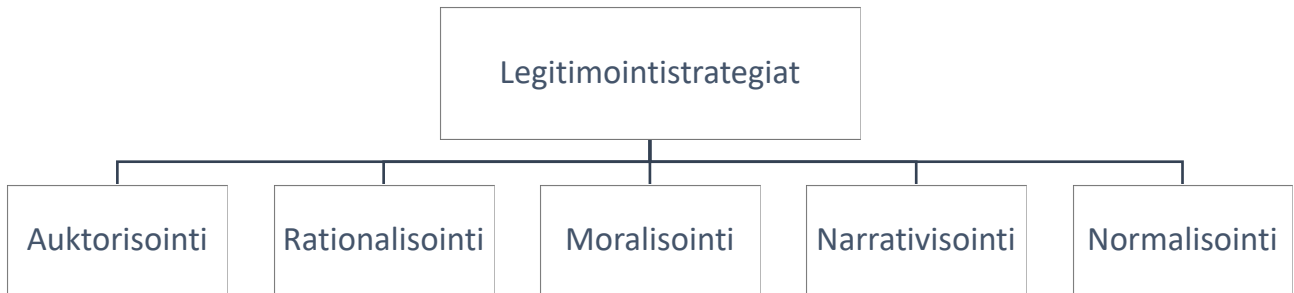 Legitimointistrategiat
Auktorisointi
Rationalisointi
Moralisointi
Narrativisointi
Normalisointi